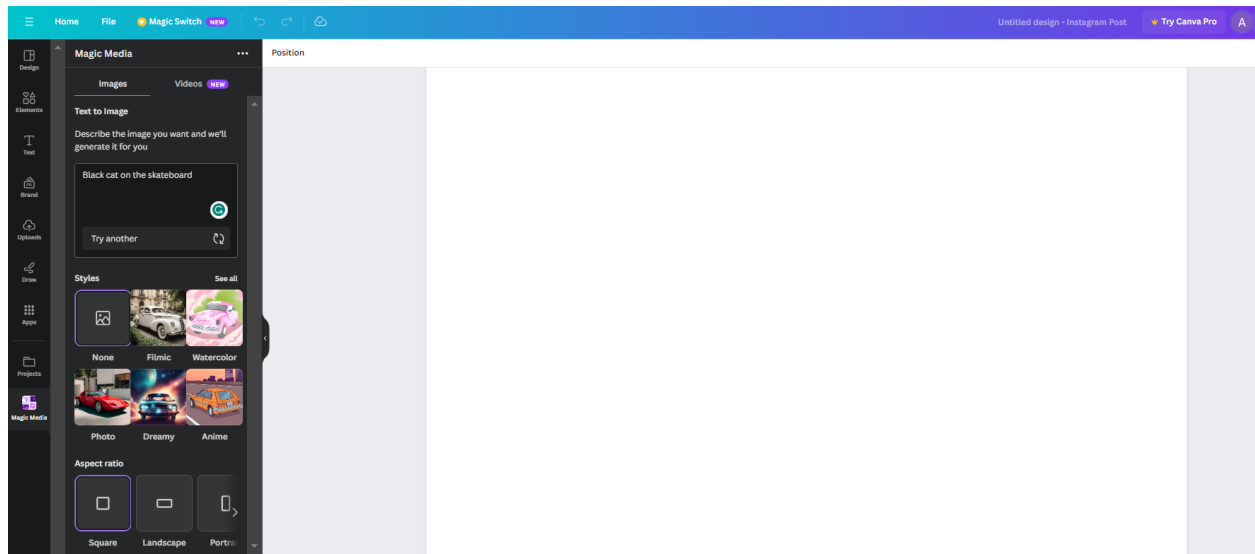 Home File Magic Switch NEW Untitled design - Instagram Post Try Canva Pro A
Design
Elements
Text
Brand
Uploads
Draw
Apps
Projects
Magic Media
Magic Media ...
Images Videos NEW
Text to Image
Describe the image you want and we'll
generate it for you
Black cat on the skateboard
Try another
Styles See all
None Filmic Watercolor
Photo Dreamy Anime
Aspect ratio
Square Landscape Portra
Position